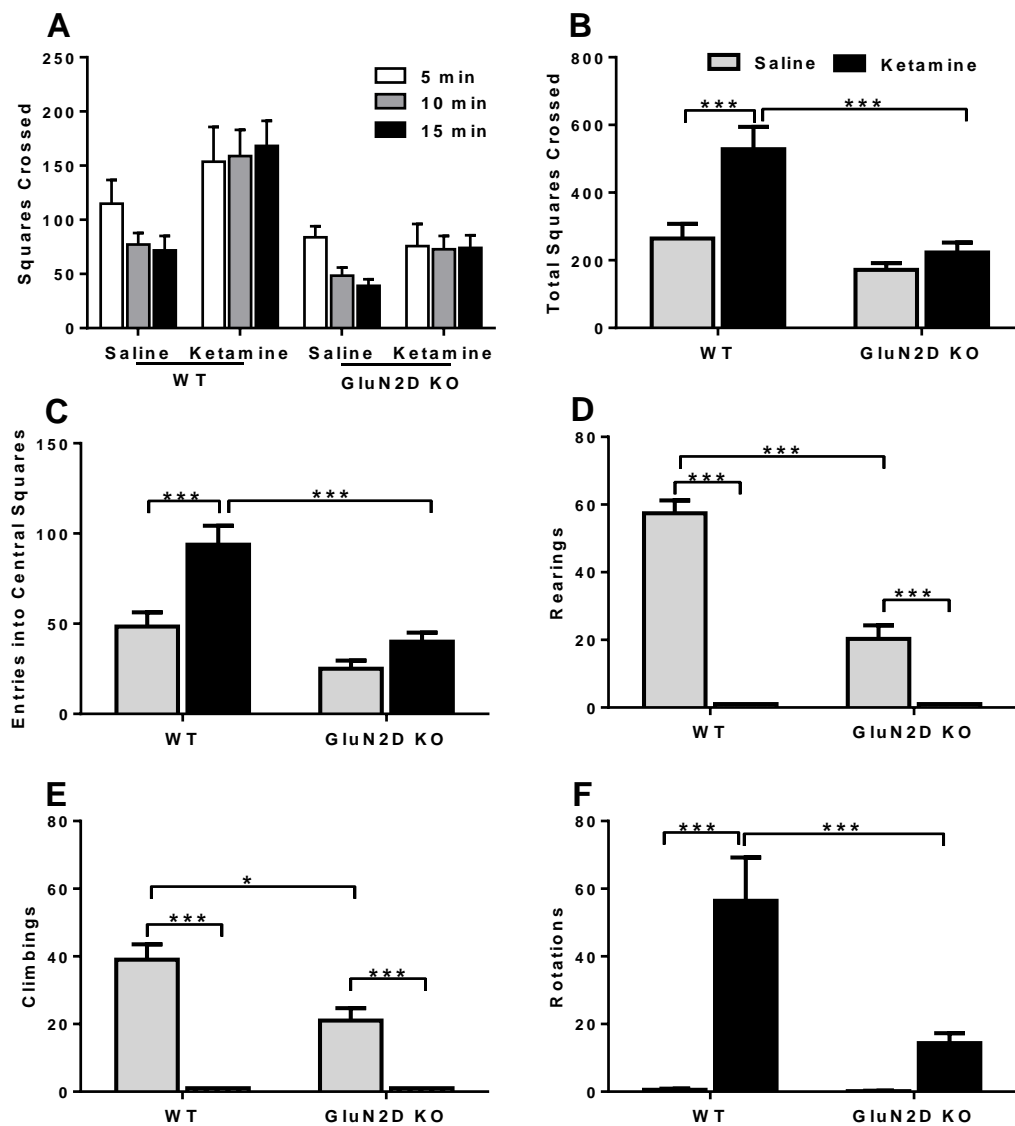 A
Squares Crossed
250
200
150
100
50
0
5 min
10 min
15 min
Saline Ketamine Saline Ketamine
WT GluN2D KO
B
Total Squares Crossed
Saline Ketamine
800
600
400
200
0
*** ***
WT GluN2D KO
C
Entries into Central Squares
150
100
50
0
*** ***
WT GluN2D KO
D
Rearings
80
60
40
20
0
***
***
***
WT GluN2D KO
E
Climbings
80
60
40
20
0
*
***
***
WT GluN2D KO
F
Rotations
80
60
40
20
0
*** ***
WT GluN2D KO